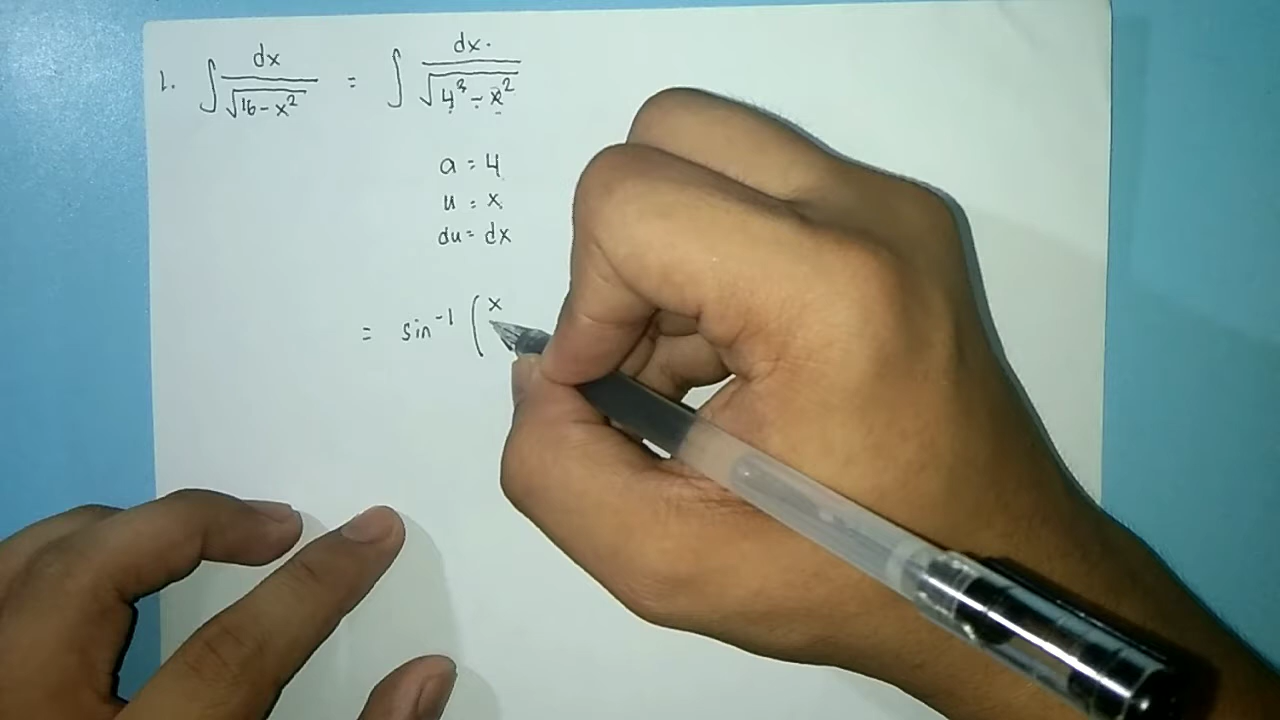 1. ∫ dx / √16 - x² = ∫ dx. / √4² - x²
a = 4
u = x
du = dx
= sin⁻¹ ( x